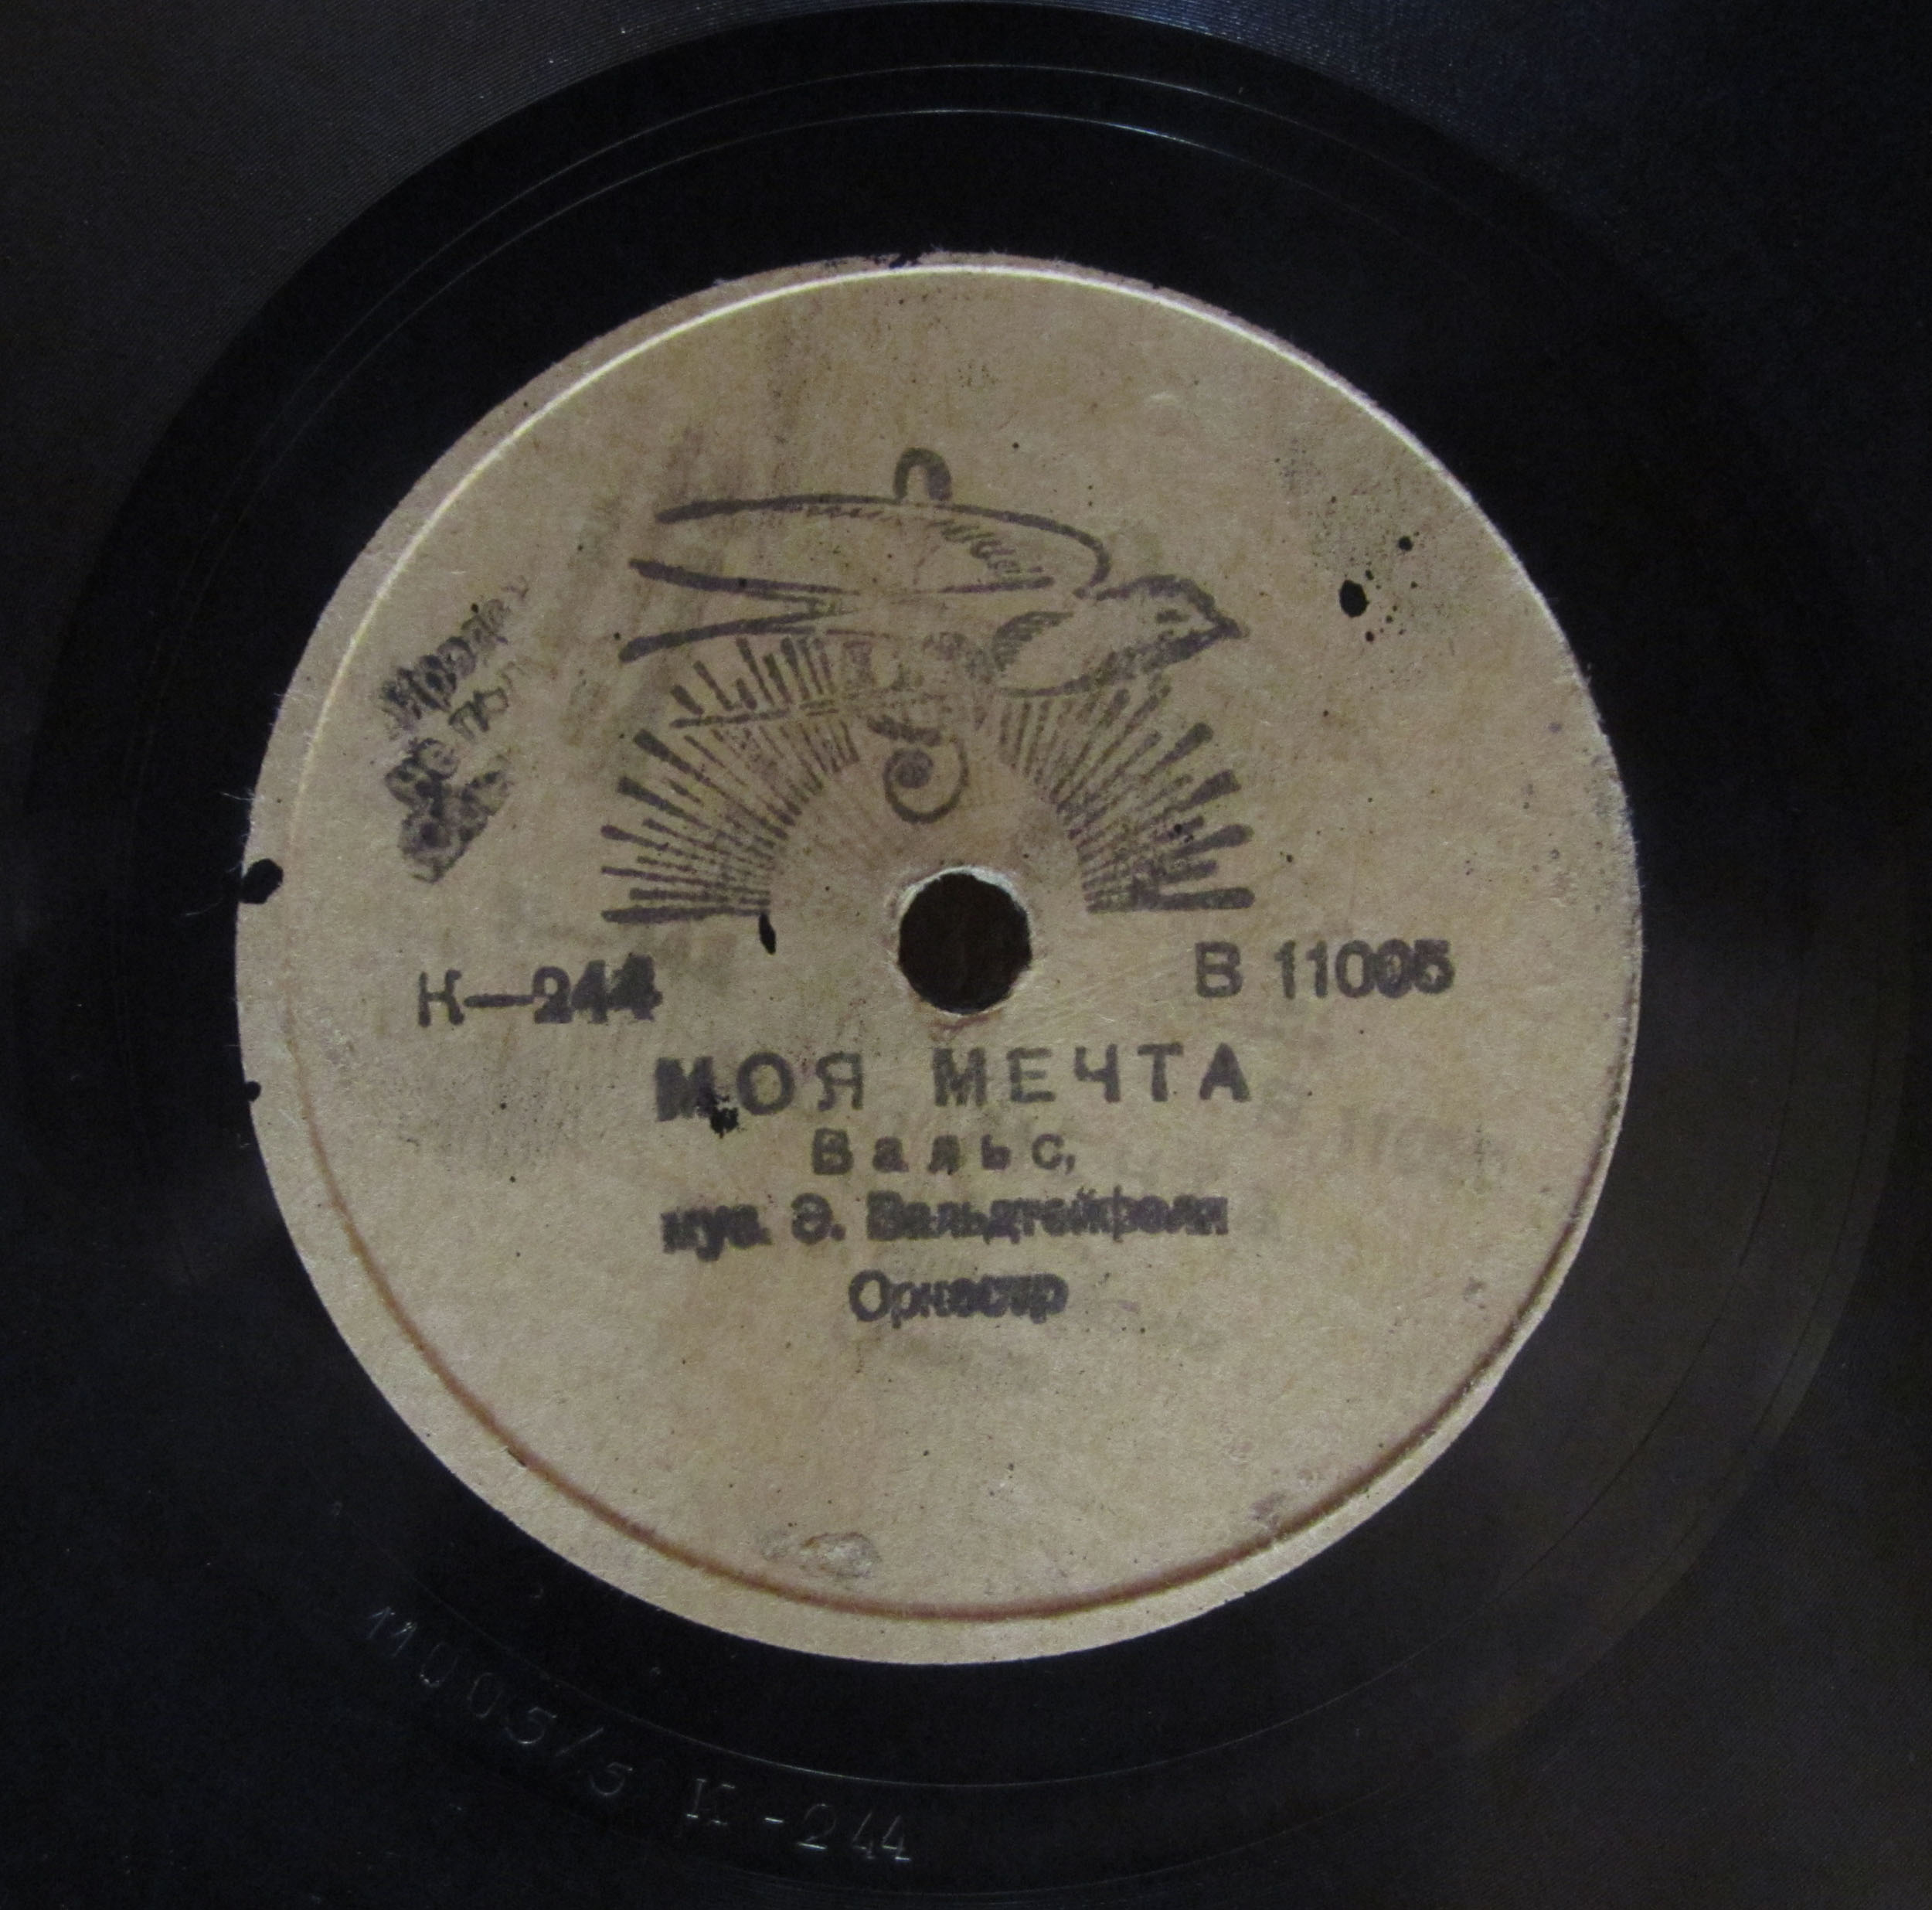 К—244
В 11005
МОЯ МЕЧТА
Вальс,
муз. Э. Вальдтейфеля
Оркестр
11005/5 К-244